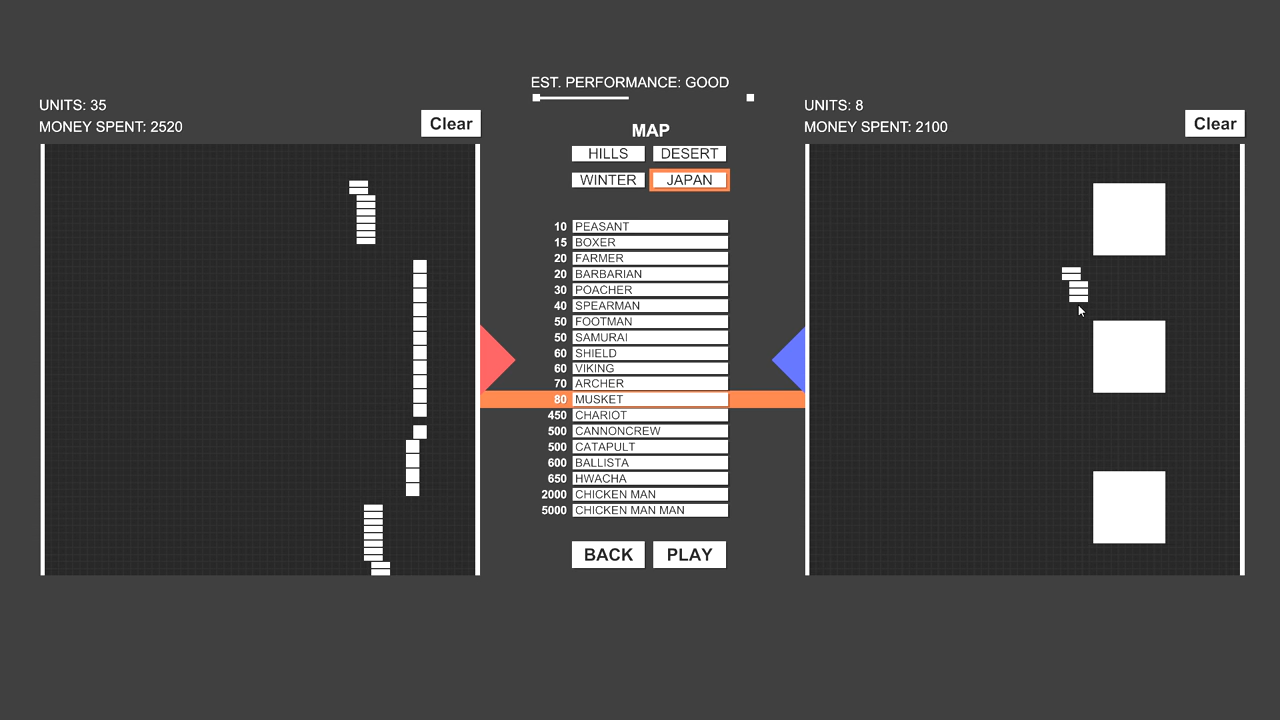 EST. PERFORMANCE: GOOD
UNITS: 35
MONEY SPENT: 2520
Clear
UNITS: 8
MONEY SPENT: 2100
Clear
MAP
HILLS DESERT
WINTER JAPAN
10 PEASANT
15 BOXER
20 FARMER
20 BARBARIAN
30 POACHER
40 SPEARMAN
50 FOOTMAN
50 SAMURAI
60 SHIELD
60 VIKING
70 ARCHER
80 MUSKET
450 CHARIOT
500 CANNONCREW
500 CATAPULT
600 BALLISTA
650 HWACHA
2000 CHICKEN MAN
5000 CHICKEN MAN MAN
BACK PLAY